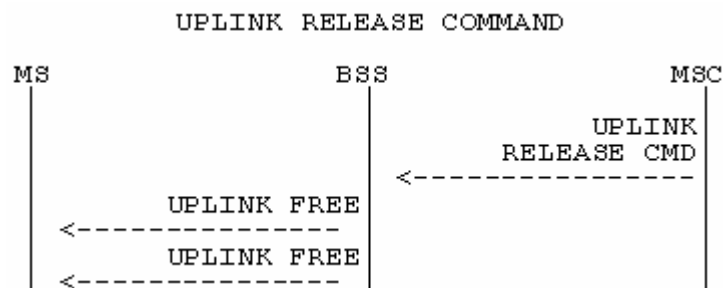 UPLINK RELEASE COMMAND
MS BSS MSC
UPLINK
RELEASE CMD
UPLINK FREE
UPLINK FREE